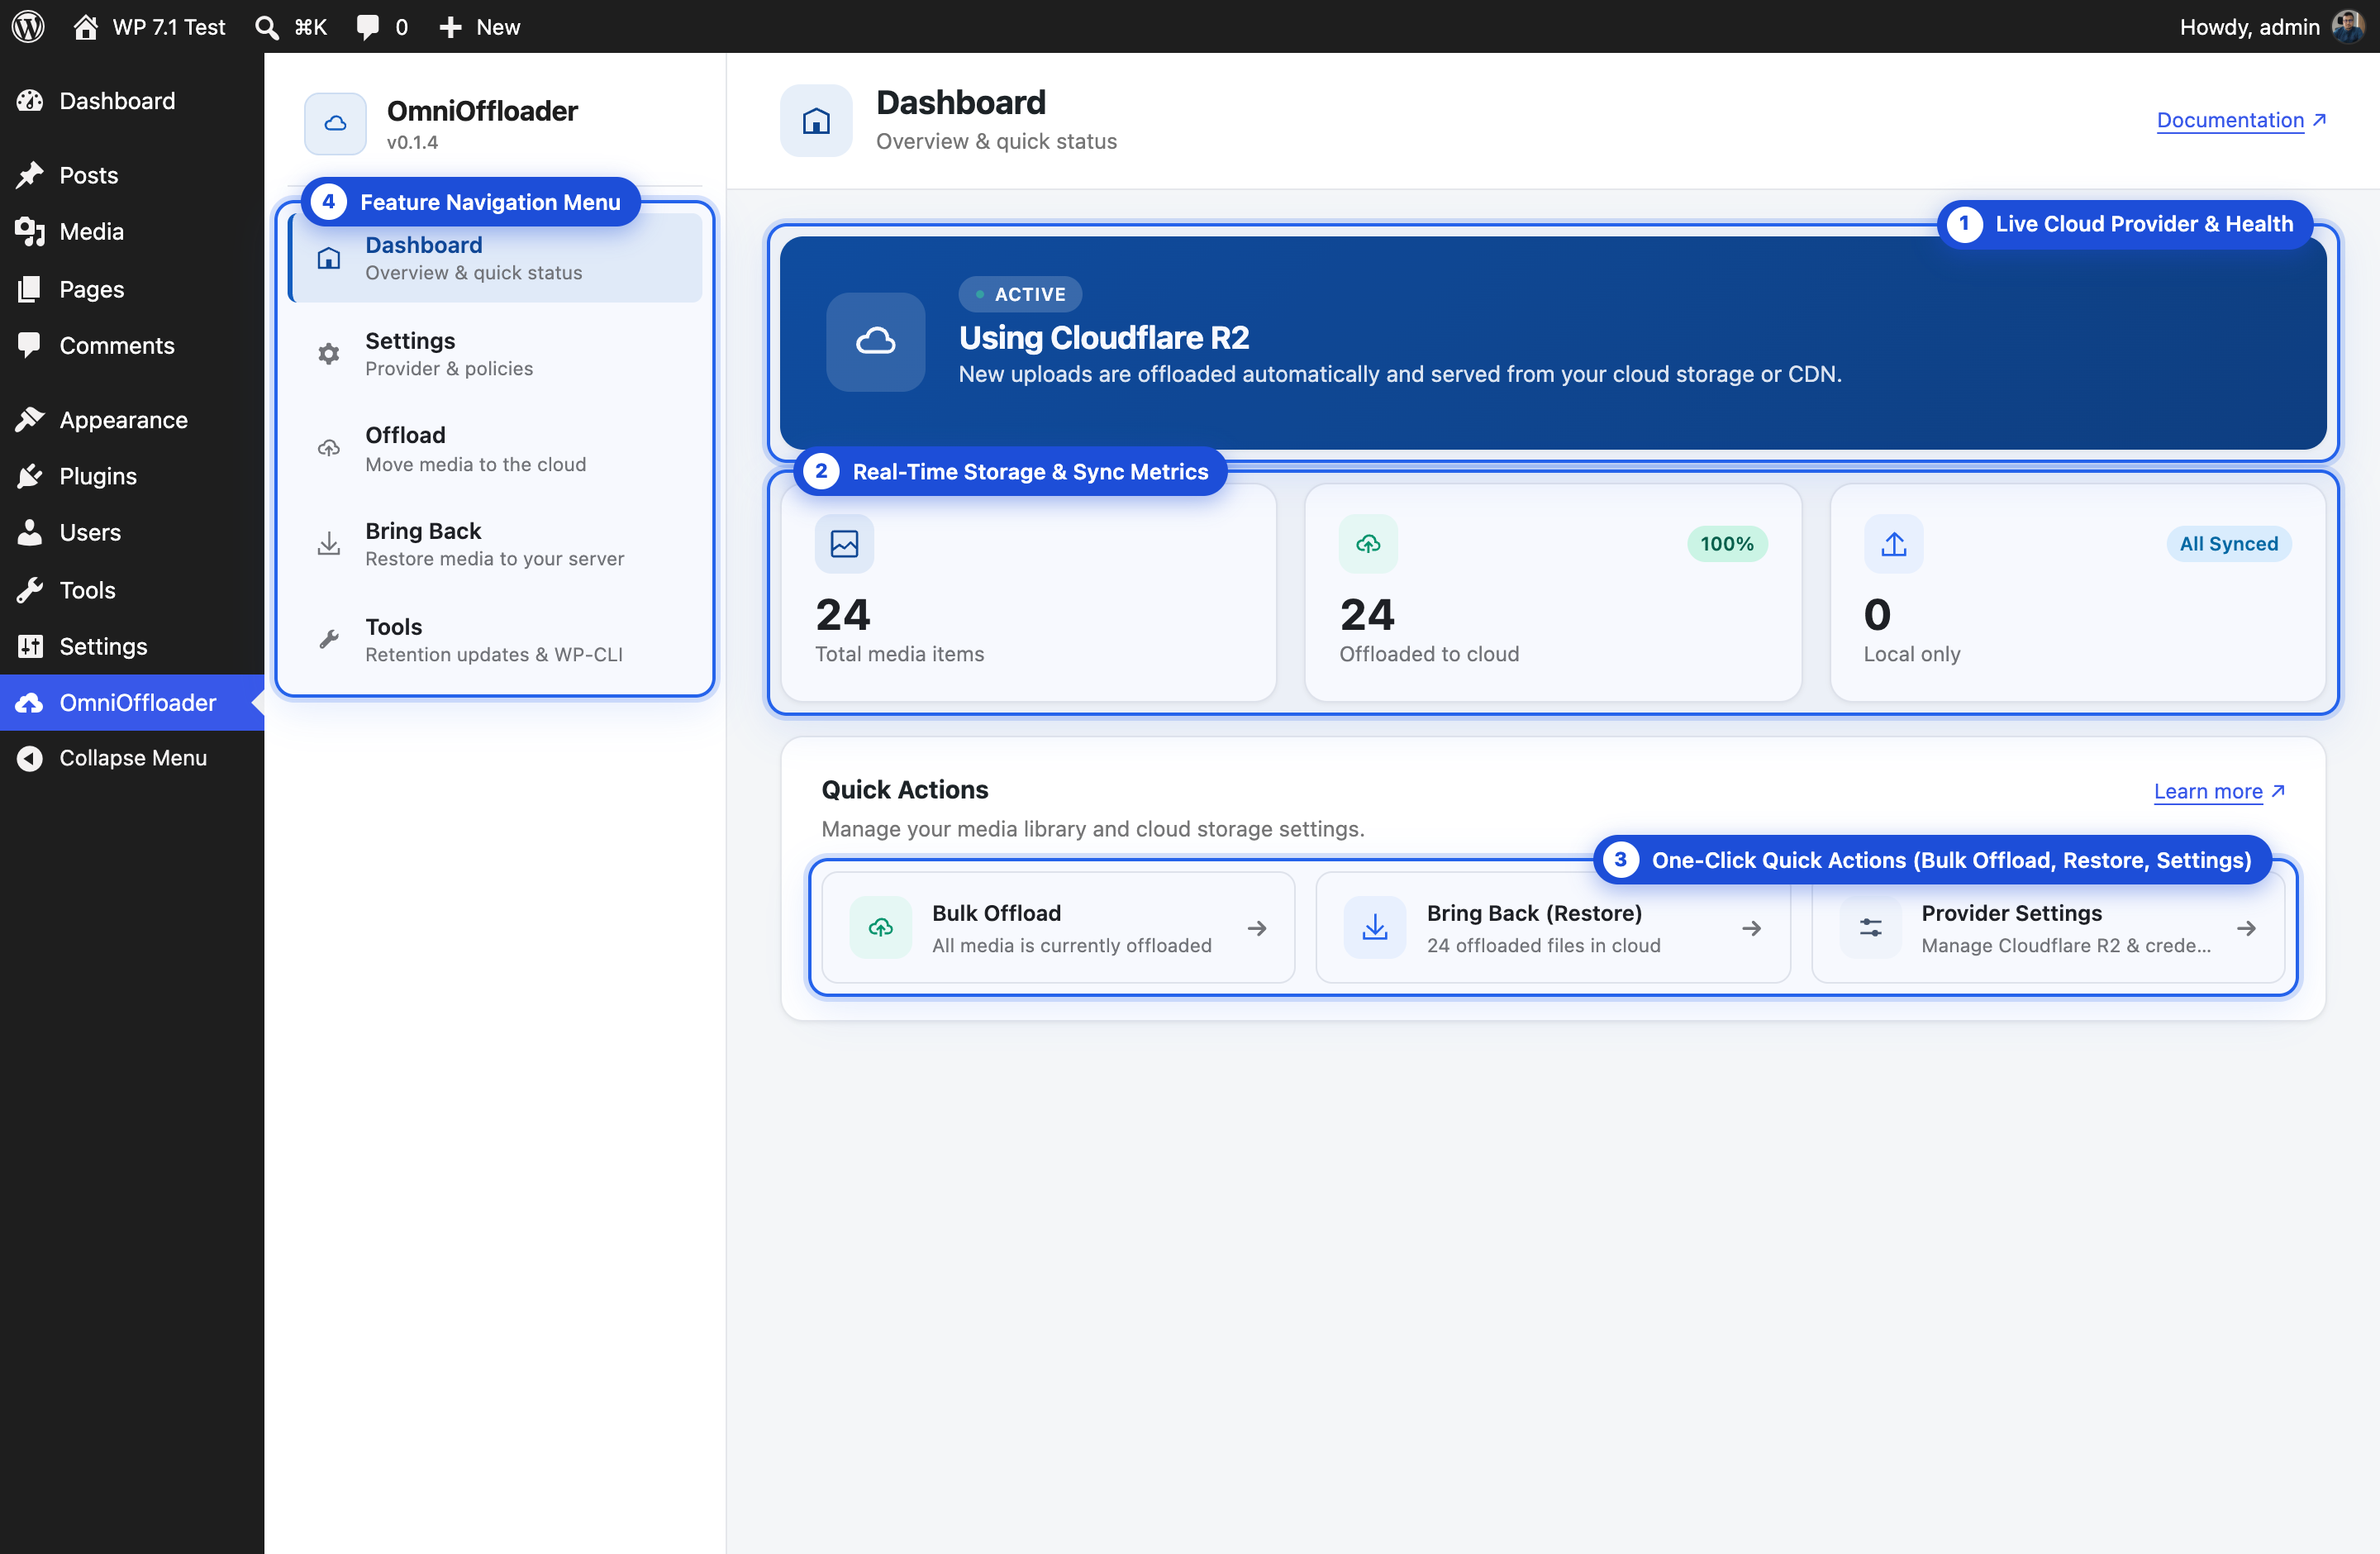 WP 7.1 Test
⌘K
0
New
Howdy, admin
Dashboard
Posts
Media
Pages
Comments
Appearance
Plugins
Users
Tools
Settings
OmniOffloader
Collapse Menu
OmniOffloader
v0.1.4
4 Feature Navigation Menu
Dashboard
Overview & quick status
Settings
Provider & policies
Offload
Move media to the cloud
Bring Back
Restore media to your server
Tools
Retention updates & WP-CLI
Dashboard
Overview & quick status
Documentation ↗
1 Live Cloud Provider & Health
ACTIVE
Using Cloudflare R2
New uploads are offloaded automatically and served from your cloud storage or CDN.
2 Real-Time Storage & Sync Metrics
24
Total media items
100%
24
Offloaded to cloud
All Synced
0
Local only
Quick Actions
Learn more ↗
Manage your media library and cloud storage settings.
3 One-Click Quick Actions (Bulk Offload, Restore, Settings)
Bulk Offload
All media is currently offloaded
→
Bring Back (Restore)
24 offloaded files in cloud
→
Provider Settings
Manage Cloudflare R2 & crede...
→